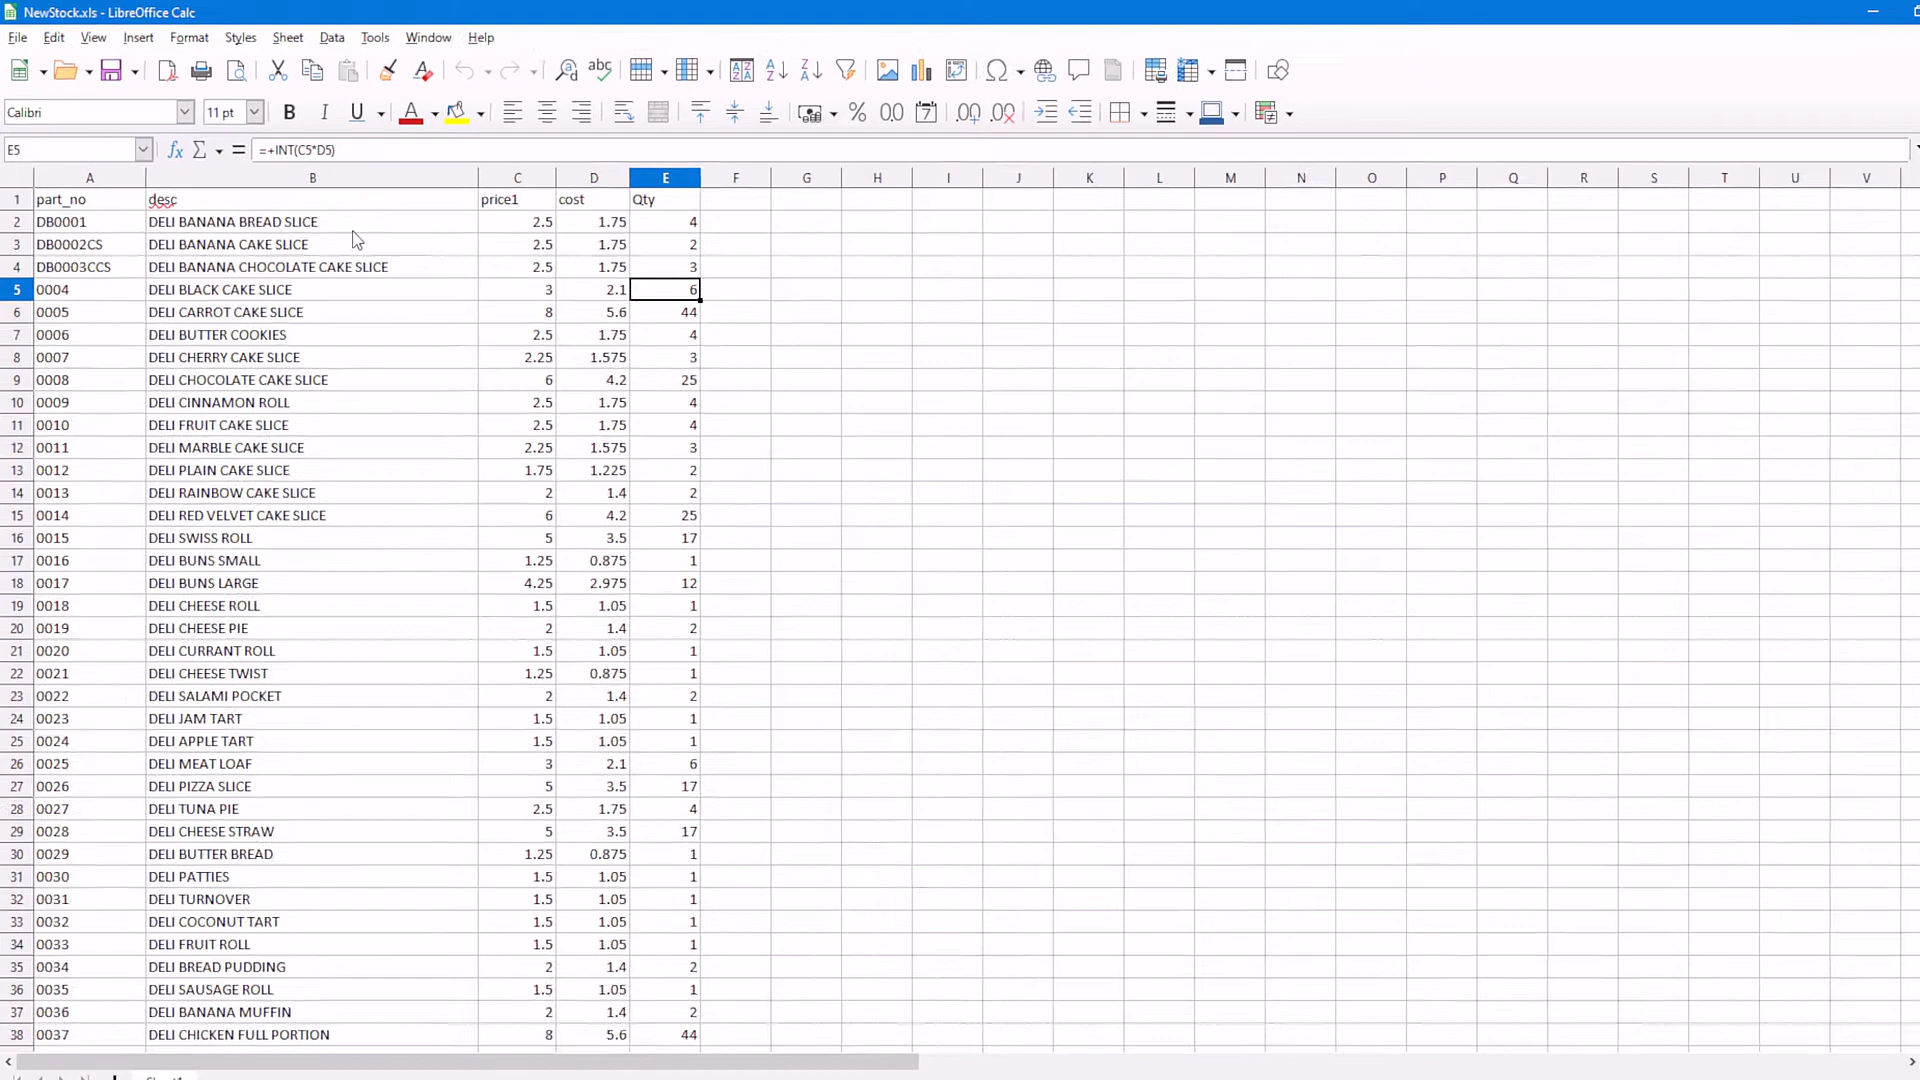 NewStock.xls - LibreOffice Calc
File Edit View Insert Format Styles Sheet Data Tools Window Help
Calibri 11 pt
E5 =+INT(C5*D5)
A B C D E F G H I J K L M N O P Q R S T U V
1 part_no desc price1 cost Qty
2 DB0001 DELI BANANA BREAD SLICE 2.5 1.75 4
3 DB0002CS DELI BANANA CAKE SLICE 2.5 1.75 2
4 DB0003CCS DELI BANANA CHOCOLATE CAKE SLICE 2.5 1.75 3
5 0004 DELI BLACK CAKE SLICE 3 2.1 6
6 0005 DELI CARROT CAKE SLICE 8 5.6 44
7 0006 DELI BUTTER COOKIES 2.5 1.75 4
8 0007 DELI CHERRY CAKE SLICE 2.25 1.575 3
9 0008 DELI CHOCOLATE CAKE SLICE 6 4.2 25
10 0009 DELI CINNAMON ROLL 2.5 1.75 4
11 0010 DELI FRUIT CAKE SLICE 2.5 1.75 4
12 0011 DELI MARBLE CAKE SLICE 2.25 1.575 3
13 0012 DELI PLAIN CAKE SLICE 1.75 1.225 2
14 0013 DELI RAINBOW CAKE SLICE 2 1.4 2
15 0014 DELI RED VELVET CAKE SLICE 6 4.2 25
16 0015 DELI SWISS ROLL 5 3.5 17
17 0016 DELI BUNS SMALL 1.25 0.875 1
18 0017 DELI BUNS LARGE 4.25 2.975 12
19 0018 DELI CHEESE ROLL 1.5 1.05 1
20 0019 DELI CHEESE PIE 2 1.4 2
21 0020 DELI CURRANT ROLL 1.5 1.05 1
22 0021 DELI CHEESE TWIST 1.25 0.875 1
23 0022 DELI SALAMI POCKET 2 1.4 2
24 0023 DELI JAM TART 1.5 1.05 1
25 0024 DELI APPLE TART 1.5 1.05 1
26 0025 DELI MEAT LOAF 3 2.1 6
27 0026 DELI PIZZA SLICE 5 3.5 17
28 0027 DELI TUNA PIE 2.5 1.75 4
29 0028 DELI CHEESE STRAW 5 3.5 17
30 0029 DELI BUTTER BREAD 1.25 0.875 1
31 0030 DELI PATTIES 1.5 1.05 1
32 0031 DELI TURNOVER 1.5 1.05 1
33 0032 DELI COCONUT TART 1.5 1.05 1
34 0033 DELI FRUIT ROLL 1.5 1.05 1
35 0034 DELI BREAD PUDDING 2 1.4 2
36 0035 DELI SAUSAGE ROLL 1.5 1.05 1
37 0036 DELI BANANA MUFFIN 2 1.4 2
38 0037 DELI CHICKEN FULL PORTION 8 5.6 44